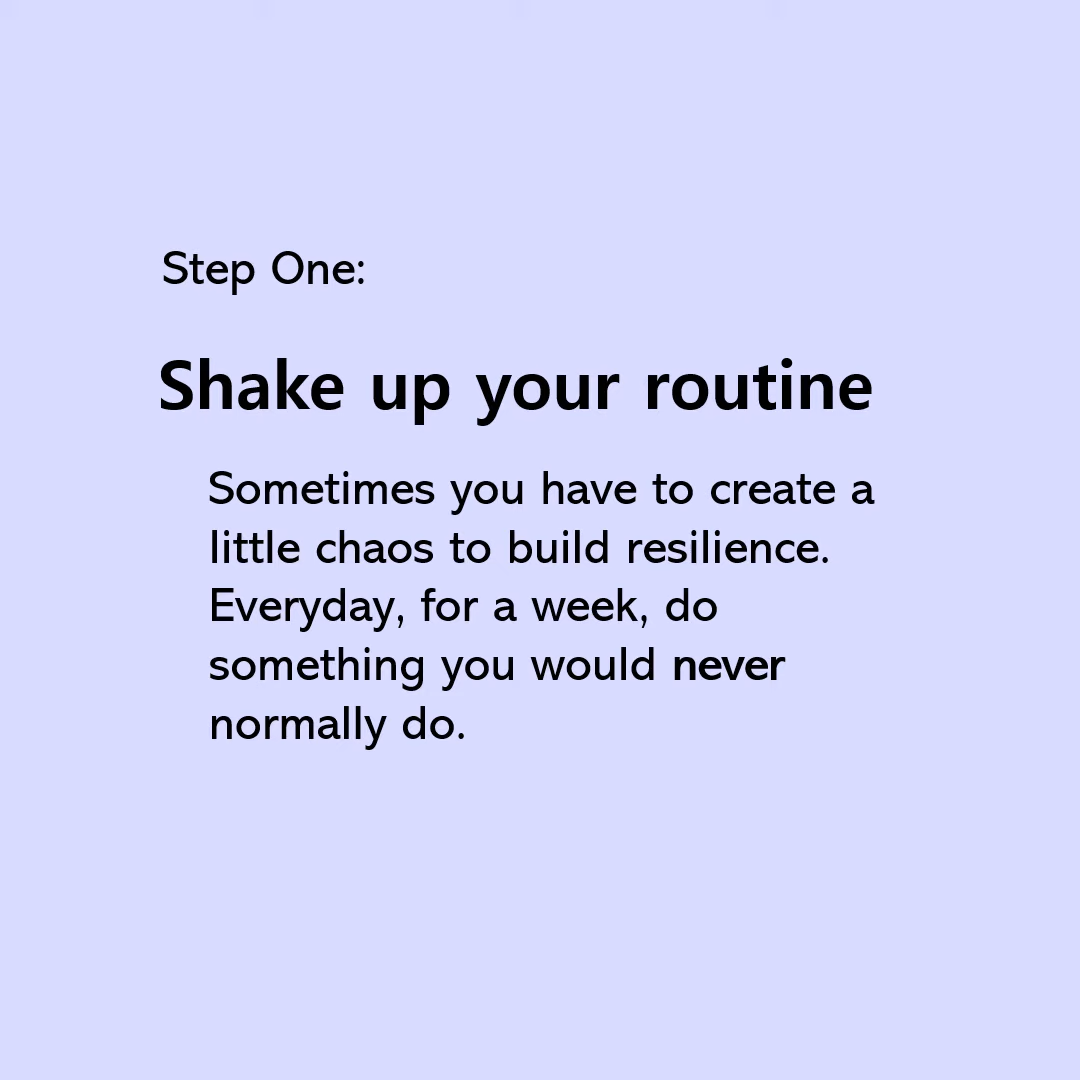 Step One:
Shake up your routine
Sometimes you have to create a
little chaos to build resilience.
Everyday, for a week, do
something you would never
normally do.